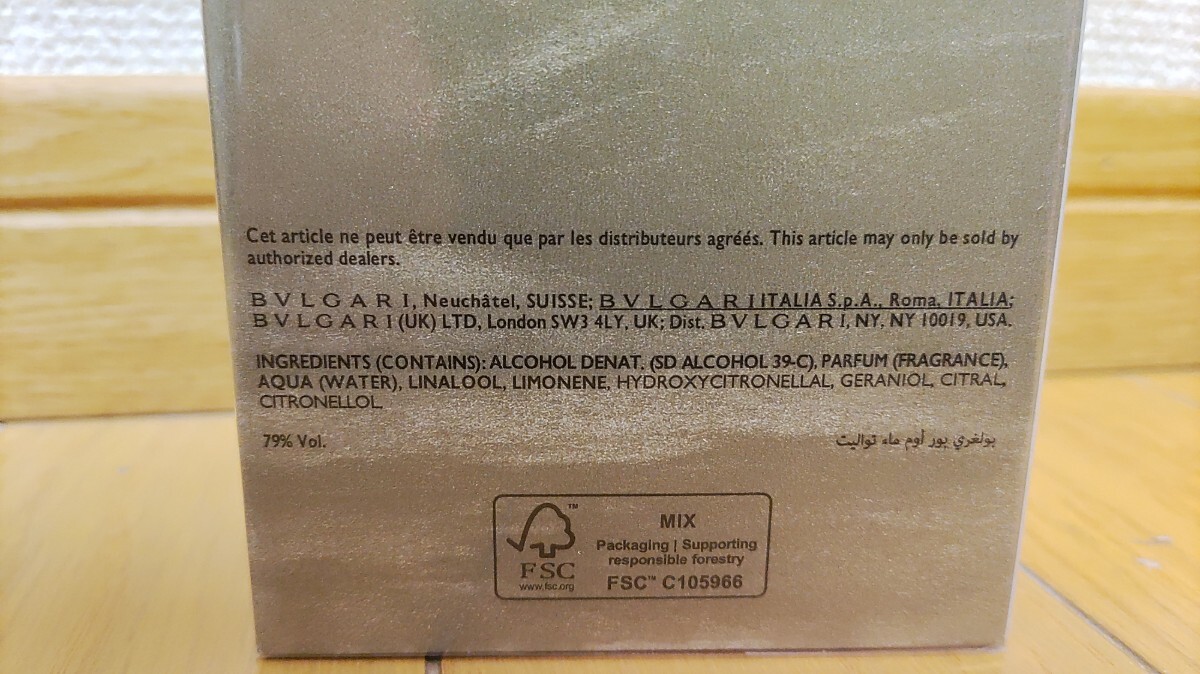 Cet article ne peut être vendu que par les distributeurs agréés. This article may only be sold by
authorized dealers.
BVLGARI, Neuchâtel, SUISSE; BVLGARI ITALIA S.p.A., Roma, ITALIA;
BVLGARI (UK) LTD, London SW3 4LY, UK; Dist. BVLGARI, NY, NY 10019, USA.
INGREDIENTS (CONTAINS): ALCOHOL DENAT. (SD ALCOHOL 39-C), PARFUM (FRAGRANCE),
AQUA (WATER), LINALOOL, LIMONENE, HYDROXYCITRONELLAL, GERANIOL, CITRAL,
CITRONELLOL.
79% Vol.
بولغري بور أوم ماء تواليت
FSC™
www.fsc.org
MIX
Packaging | Supporting
responsible forestry
FSC™ C105966